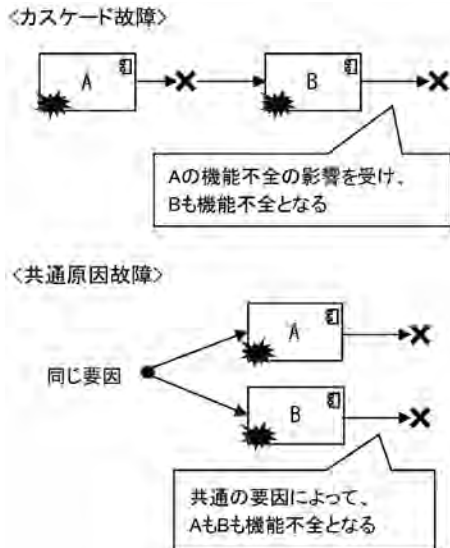 <カスケード故障>
A
B
Aの機能不全の影響を受け、
Bも機能不全となる
<共通原因故障>
A
同じ要因
B
共通の要因によって、
AもBも機能不全となる